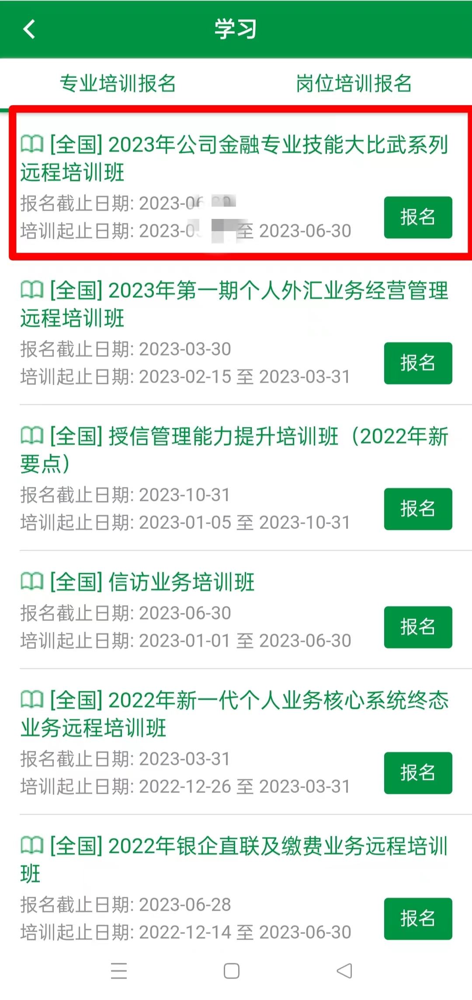 学习
专业培训报名
岗位培训报名
[全国] 2023年公司金融专业技能大比武系列
远程培训班
报名截止日期:
培训起止日期: 至 2023-06-30
报名
[全国] 2023年第一期个人外汇业务经营管理
远程培训班
报名截止日期: 2023-03-30
培训起止日期: 2023-02-15 至 2023-03-31
报名
[全国] 授信管理能力提升培训班（2022年新
要点）
报名截止日期: 2023-10-31
培训起止日期: 2023-01-05 至 2023-10-31
报名
[全国] 信访业务培训班
报名截止日期: 2023-06-30
培训起止日期: 2023-01-01 至 2023-06-30
报名
[全国] 2022年新一代个人业务核心系统终态
业务远程培训班
报名截止日期: 2023-03-31
培训起止日期: 2022-12-26 至 2023-03-31
报名
[全国] 2022年银企直联及缴费业务远程培训
班
报名截止日期: 2023-06-28
培训起止日期: 2022-12-14 至 2023-06-30
报名